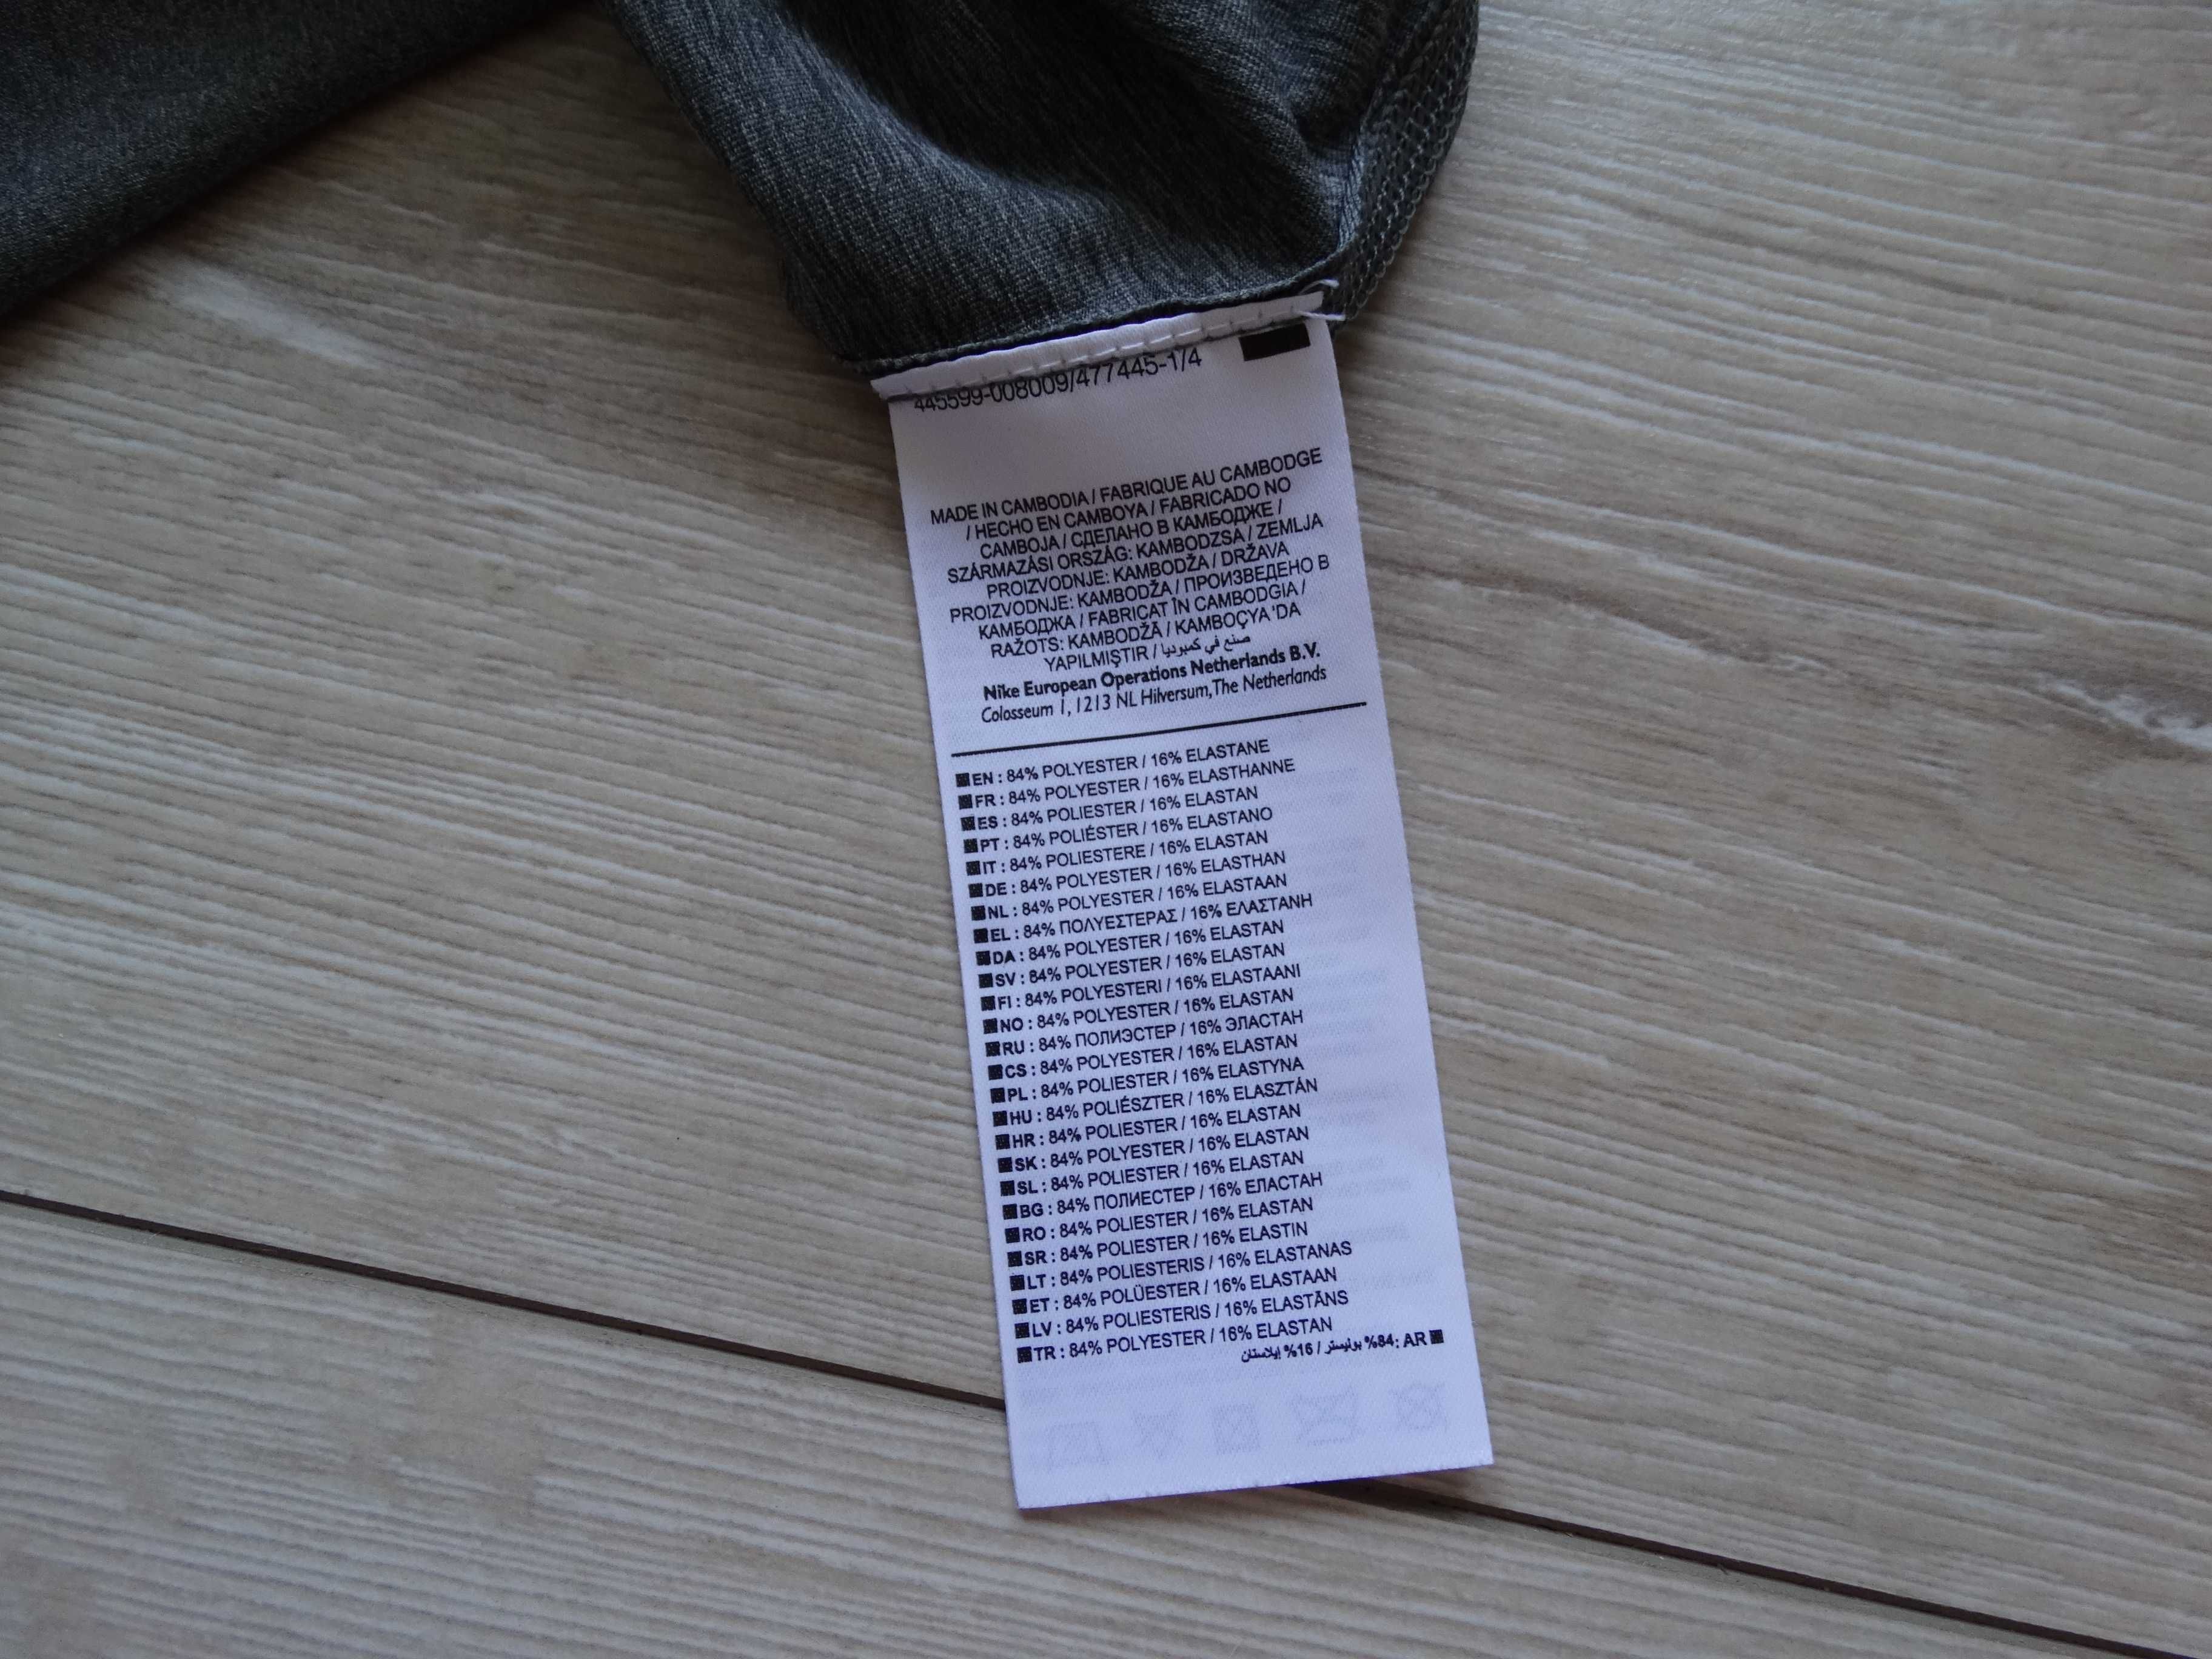 445599-008009/477445-1/4
MADE IN CAMBODIA / FABRIQUE AU CAMBODGE
/ HECHO EN CAMBOYA / FABRICADO NO
CAMBOJA / СДЕЛАНО В КАМБОДЖЕ /
SZÁRMAZÁSI ORSZÁG: KAMBODZSA / ZEMLJA
PROIZVODNJE: KAMBODŽA / DRŽAVA
PROIZVODNJE: KAMBODŽA / ПРОИЗВЕДЕНО В
КАМБОДЖА / FABRICAT ÎN CAMBODGIA /
RAŽOTS: KAMBODŽĀ / KAMBOÇYA 'DA
YAPILMIŞTIR / صنع في كمبوديا
Nike European Operations Netherlands B.V.
Colosseum 1, 1213 NL Hilversum, The Netherlands
EN : 84% POLYESTER / 16% ELASTANE
FR : 84% POLYESTER / 16% ELASTHANNE
ES : 84% POLIESTER / 16% ELASTAN
PT : 84% POLIÉSTER / 16% ELASTANO
IT : 84% POLIESTERE / 16% ELASTAN
DE : 84% POLYESTER / 16% ELASTHAN
NL : 84% POLYESTER / 16% ELASTAAN
EL : 84% ΠΟΛΥΕΣΤΕΡΑΣ / 16% ΕΛΑΣΤΑΝΗ
DA : 84% POLYESTER / 16% ELASTAN
SV : 84% POLYESTER / 16% ELASTAN
FI : 84% POLYESTERI / 16% ELASTAANI
NO : 84% POLYESTER / 16% ELASTAN
RU : 84% ПОЛИЭСТЕР / 16% ЭЛАСТАН
CS : 84% POLYESTER / 16% ELASTAN
PL : 84% POLIESTER / 16% ELASTYNA
HU : 84% POLIÉSZTER / 16% ELASZTÁN
HR : 84% POLIESTER / 16% ELASTAN
SK : 84% POLYESTER / 16% ELASTAN
SL : 84% POLIESTER / 16% ELASTAN
BG : 84% ПОЛИЕСТЕР / 16% ЕЛАСТАН
RO : 84% POLIESTER / 16% ELASTAN
SR : 84% POLIESTER / 16% ELASTIN
LT : 84% POLIESTERIS / 16% ELASTANAS
ET : 84% POLÜESTER / 16% ELASTAAN
LV : 84% POLIESTERIS / 16% ELASTĀNS
TR : 84% POLYESTER / 16% ELASTAN
AR :84% بوليستر / 16% إيلاستان